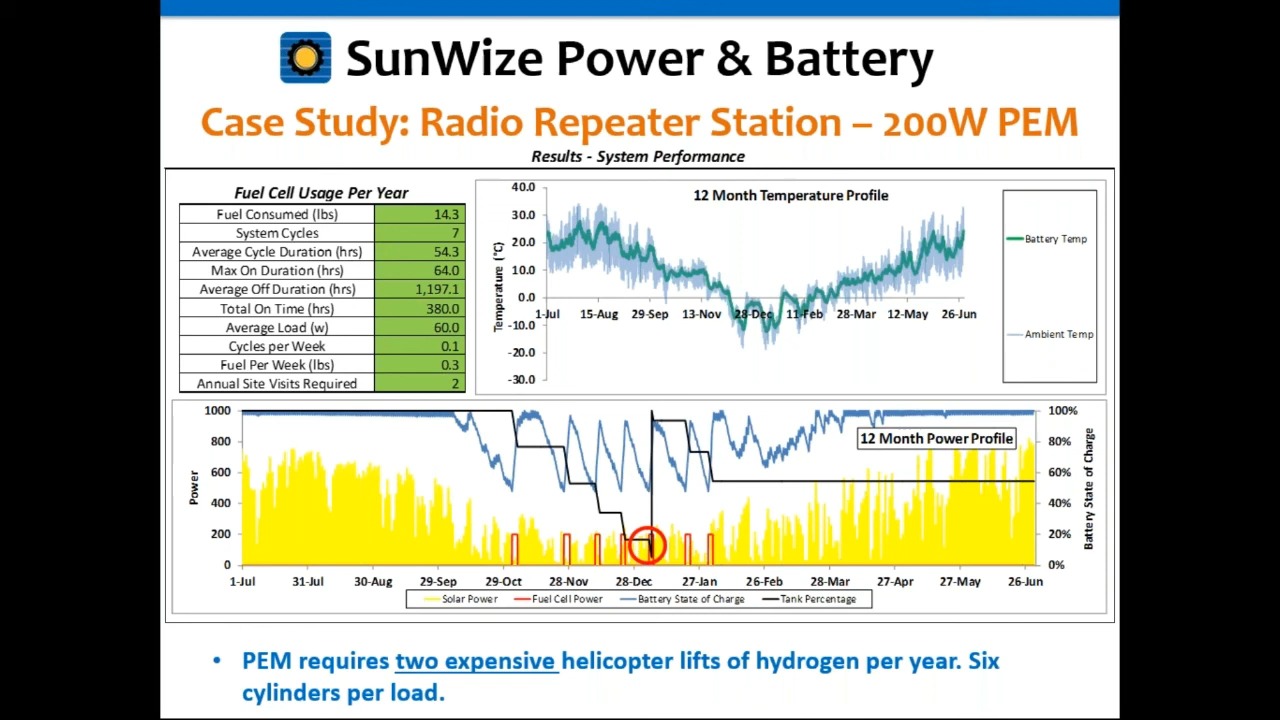 SunWize Power & Battery
Case Study: Radio Repeater Station – 200W PEM
Results - System Performance
Fuel Cell Usage Per Year
Fuel Consumed (lbs) 14.3
System Cycles 7
Average Cycle Duration (hrs) 54.3
Max On Duration (hrs) 64.0
Average Off Duration (hrs) 1,197.1
Total On Time (hrs) 380.0
Average Load (w) 60.0
Cycles per Week 0.1
Fuel Per Week (lbs) 0.3
Annual Site Visits Required 2
12 Month Temperature Profile
Temperature (°C)
40.0
30.0
20.0
10.0
0.0
-10.0
-20.0
-30.0
1-Jul 15-Aug 29-Sep 13-Nov 28-Dec 11-Feb 28-Mar 12-May 26-Jun
Battery Temp
Ambient Temp
12 Month Power Profile
Power
1000
800
600
400
200
0
100%
80%
60%
40%
20%
0%
Battery State of Charge
1-Jul 31-Jul 30-Aug 29-Sep 29-Oct 28-Nov 28-Dec 27-Jan 26-Feb 28-Mar 27-Apr 27-May 26-Jun
Solar Power Fuel Cell Power Battery State of Charge Tank Percentage
• PEM requires two expensive helicopter lifts of hydrogen per year. Six
cylinders per load.